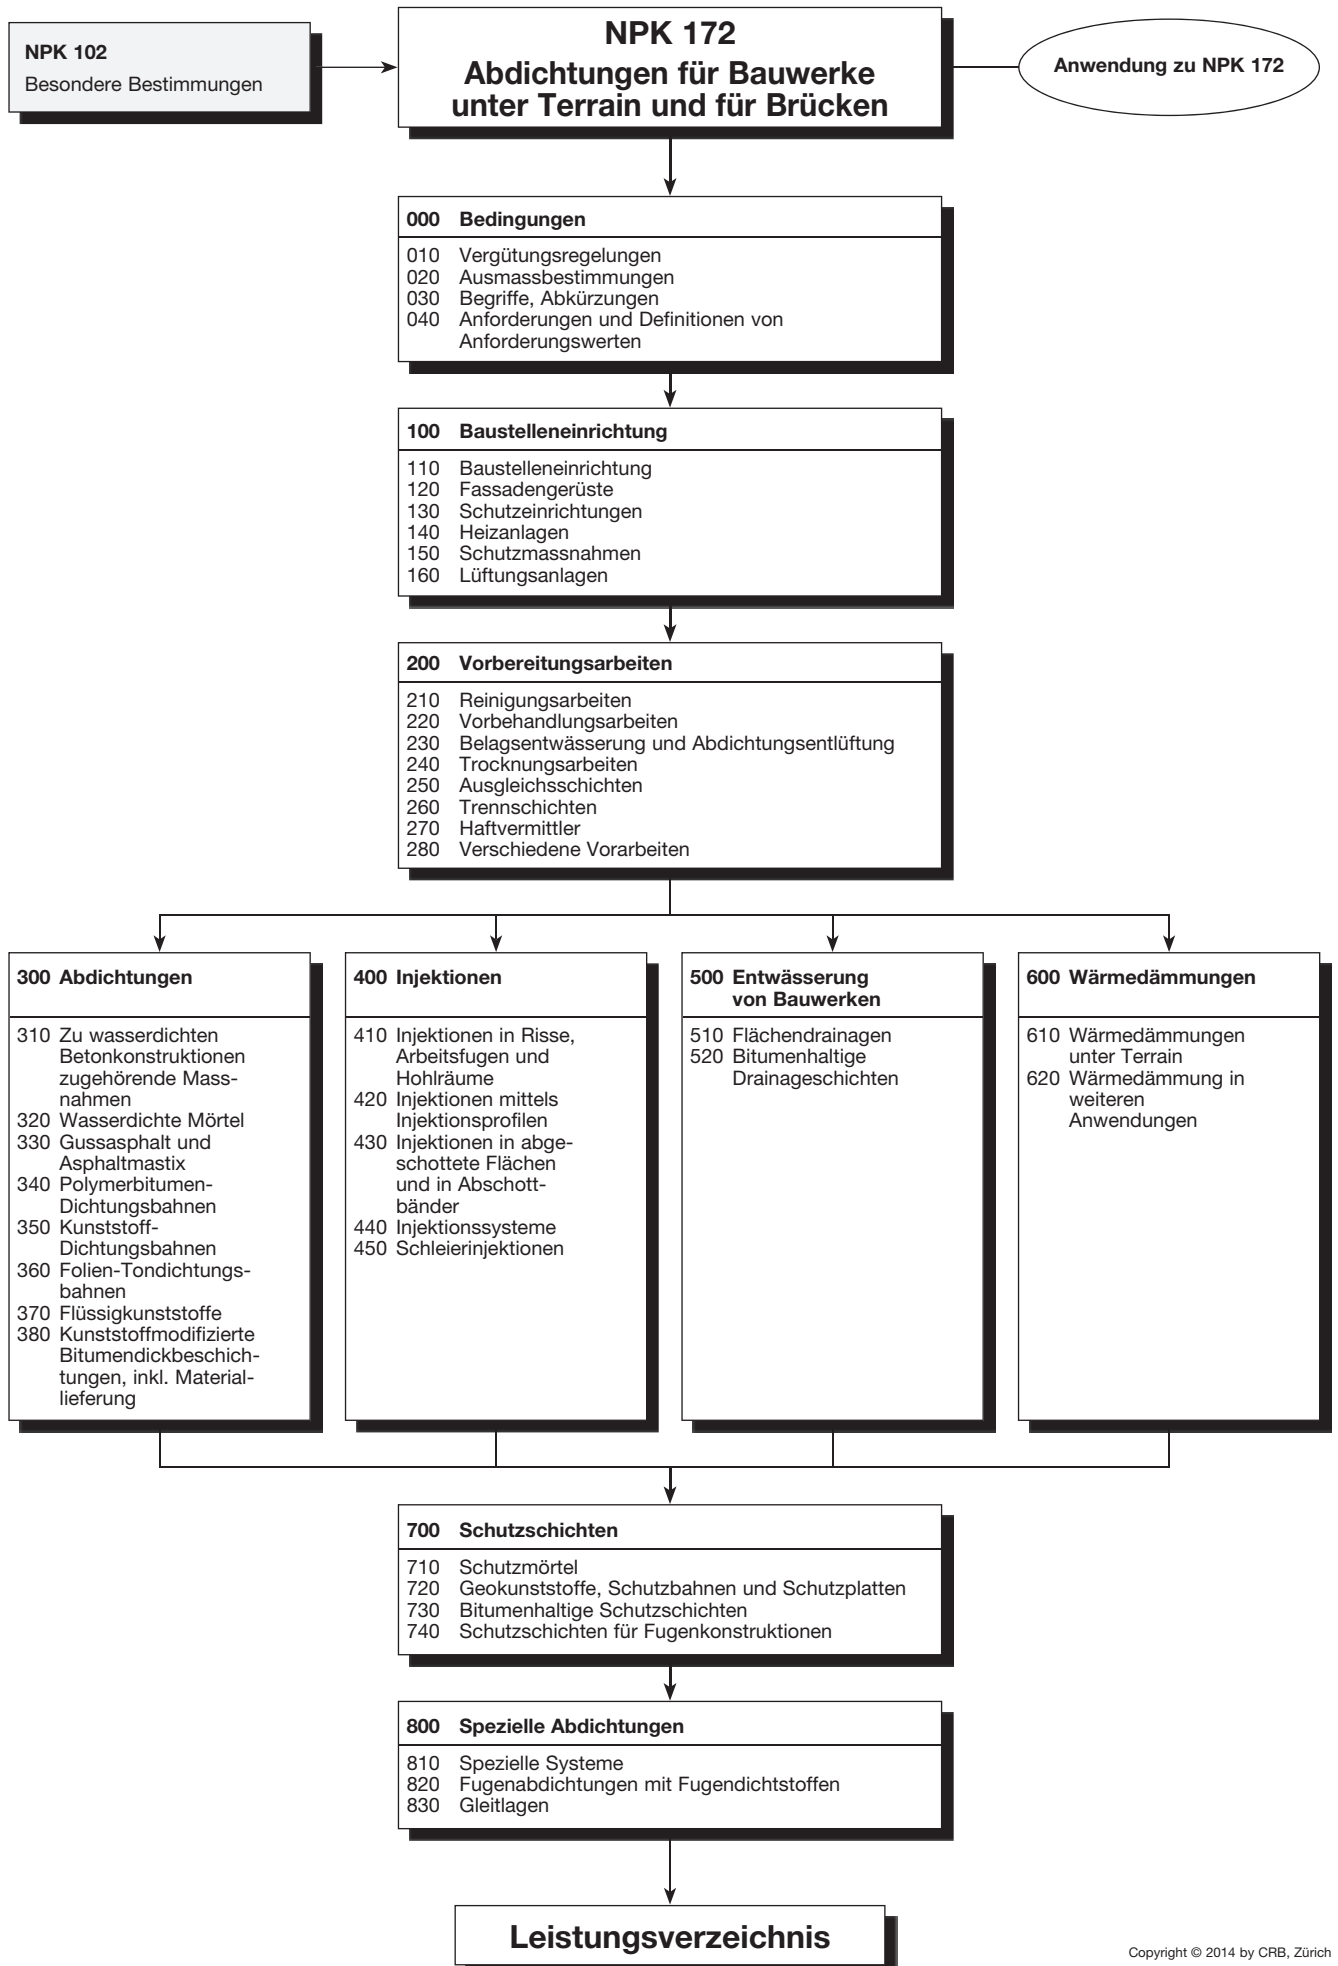 NPK 102
Besondere Bestimmungen
NPK 172
Abdichtungen für Bauwerke
unter Terrain und für Brücken
Anwendung zu NPK 172
000 Bedingungen
010 Vergütungsregelungen
020 Ausmassbestimmungen
030 Begriffe, Abkürzungen
040 Anforderungen und Definitionen von
Anforderungswerten
100 Baustelleneinrichtung
110 Baustelleneinrichtung
120 Fassadengerüste
130 Schutzeinrichtungen
140 Heizanlagen
150 Schutzmassnahmen
160 Lüftungsanlagen
200 Vorbereitungsarbeiten
210 Reinigungsarbeiten
220 Vorbehandlungsarbeiten
230 Belagsentwässerung und Abdichtungsentlüftung
240 Trocknungsarbeiten
250 Ausgleichsschichten
260 Trennschichten
270 Haftvermittler
280 Verschiedene Vorarbeiten
300 Abdichtungen
310 Zu wasserdichten
Betonkonstruktionen
zugehörende Mass-
nahmen
320 Wasserdichte Mörtel
330 Gussasphalt und
Asphaltmastix
340 Polymerbitumen-
Dichtungsbahnen
350 Kunststoff-
Dichtungsbahnen
360 Folien-Tondichtungs-
bahnen
370 Flüssigkunststoffe
380 Kunststoffmodifizierte
Bitumendickbeschich-
tungen, inkl. Material-
lieferung
400 Injektionen
410 Injektionen in Risse,
Arbeitsfugen und
Hohlräume
420 Injektionen mittels
Injektionsprofilen
430 Injektionen in abge-
schottete Flächen
und in Abschott-
bänder
440 Injektionssysteme
450 Schleierinjektionen
500 Entwässerung
von Bauwerken
510 Flächendrainagen
520 Bitumenhaltige
Drainageschichten
600 Wärmedämmungen
610 Wärmedämmungen
unter Terrain
620 Wärmedämmung in
weiteren
Anwendungen
700 Schutzschichten
710 Schutzmörtel
720 Geokunststoffe, Schutzbahnen und Schutzplatten
730 Bitumenhaltige Schutzschichten
740 Schutzschichten für Fugenkonstruktionen
800 Spezielle Abdichtungen
810 Spezielle Systeme
820 Fugenabdichtungen mit Fugendichtstoffen
830 Gleitlagen
Leistungsverzeichnis
Copyright © 2014 by CRB, Zürich